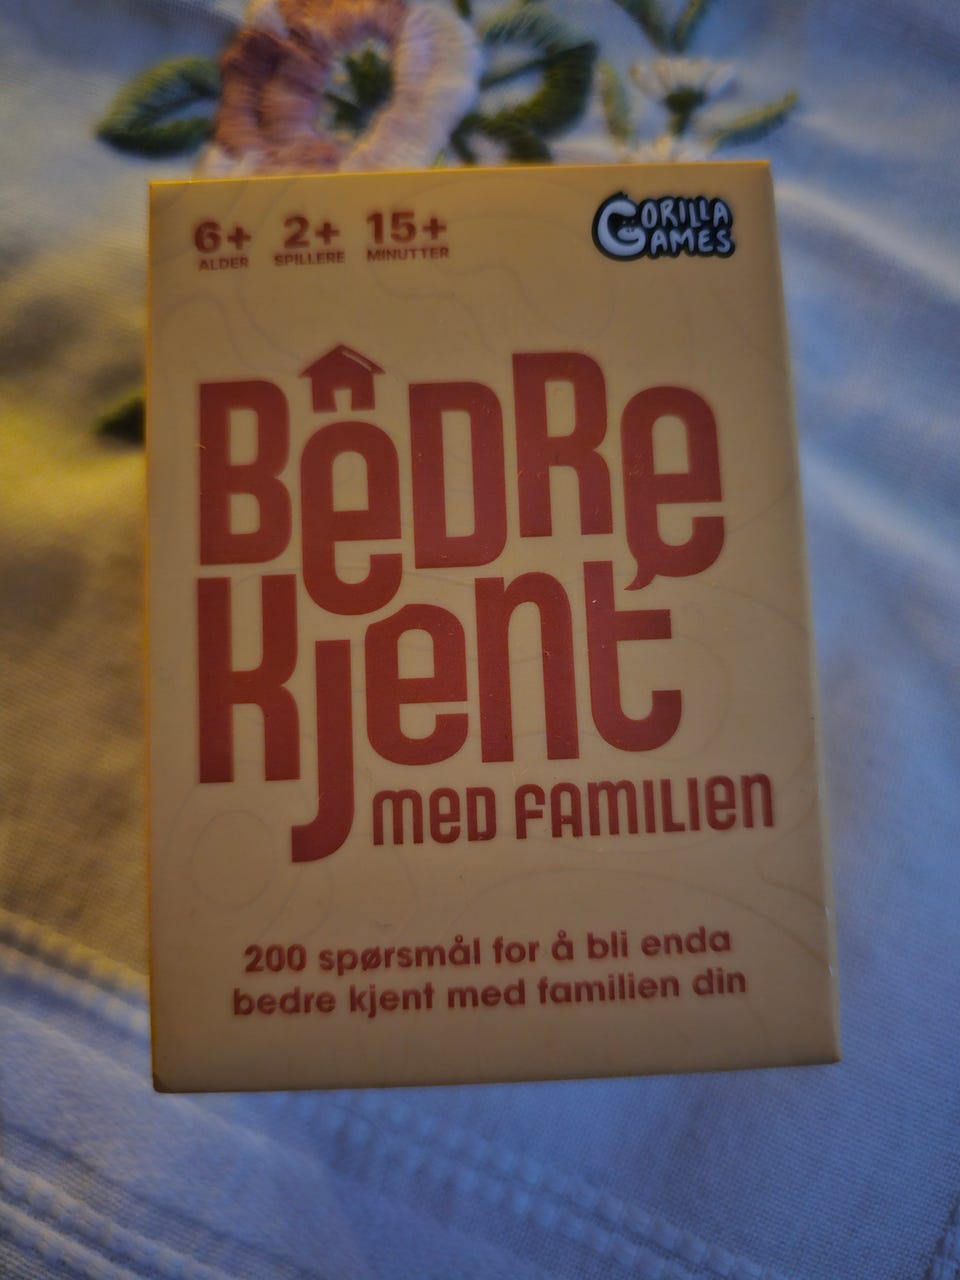 6+ 2+ 15+
ALDER SPILLERE MINUTTER
GORILLA
GAMES
BeDRe
Kjent
MED FAMILIEN
200 spørsmål for å bli enda
bedre kjent med familien din